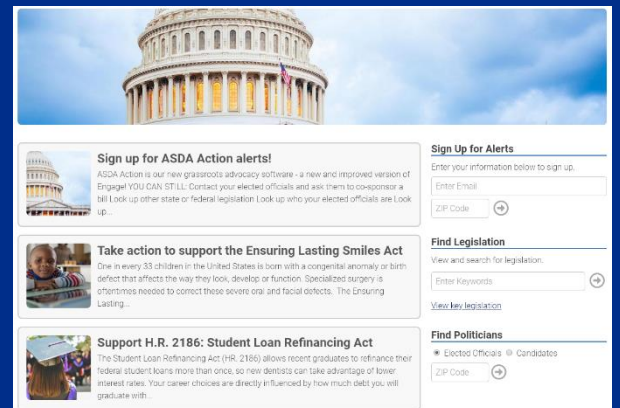 Sign up for ASDA Action alerts!
ASDA Action is our new grassroots advocacy software - a new and improved version of
Engage! YOU CAN STILL: Contact your elected officials and ask them to co-sponsor a
bill Look up other state or federal legislation Look up who your elected officials are Look
up...
Take action to support the Ensuring Lasting Smiles Act
One in every 33 children in the United States is born with a congenital anomaly or birth
defect that affects the way they look, develop or function. Specialized surgery is
oftentimes needed to correct these severe oral and facial defects. The Ensuring
Lasting...
Support H.R. 2186: Student Loan Refinancing Act
The Student Loan Refinancing Act (HR. 2186) allows recent graduates to refinance their
federal student loans more than once, so new dentists can take advantage of lower
interest rates. Your career choices are directly influenced by how much debt you will
graduate with...
Sign Up for Alerts
Enter your information below to sign up.
Enter Email
ZIP Code
Find Legislation
View and search for legislation.
Enter Keywords
View key legislation
Find Politicians
Elected Officials Candidates
ZIP Code